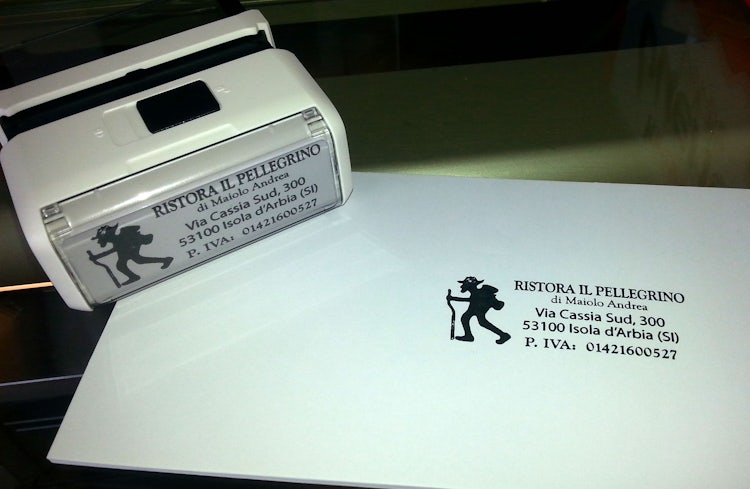 RISTORA IL PELLEGRINO
di Maiolo Andrea
Via Cassia Sud, 300
53100 Isola d'Arbia (SI)
P. IVA: 01421600527
RISTORA IL PELLEGRINO
di Maiolo Andrea
Via Cassia Sud, 300
53100 Isola d'Arbia (SI)
P. IVA: 01421600527